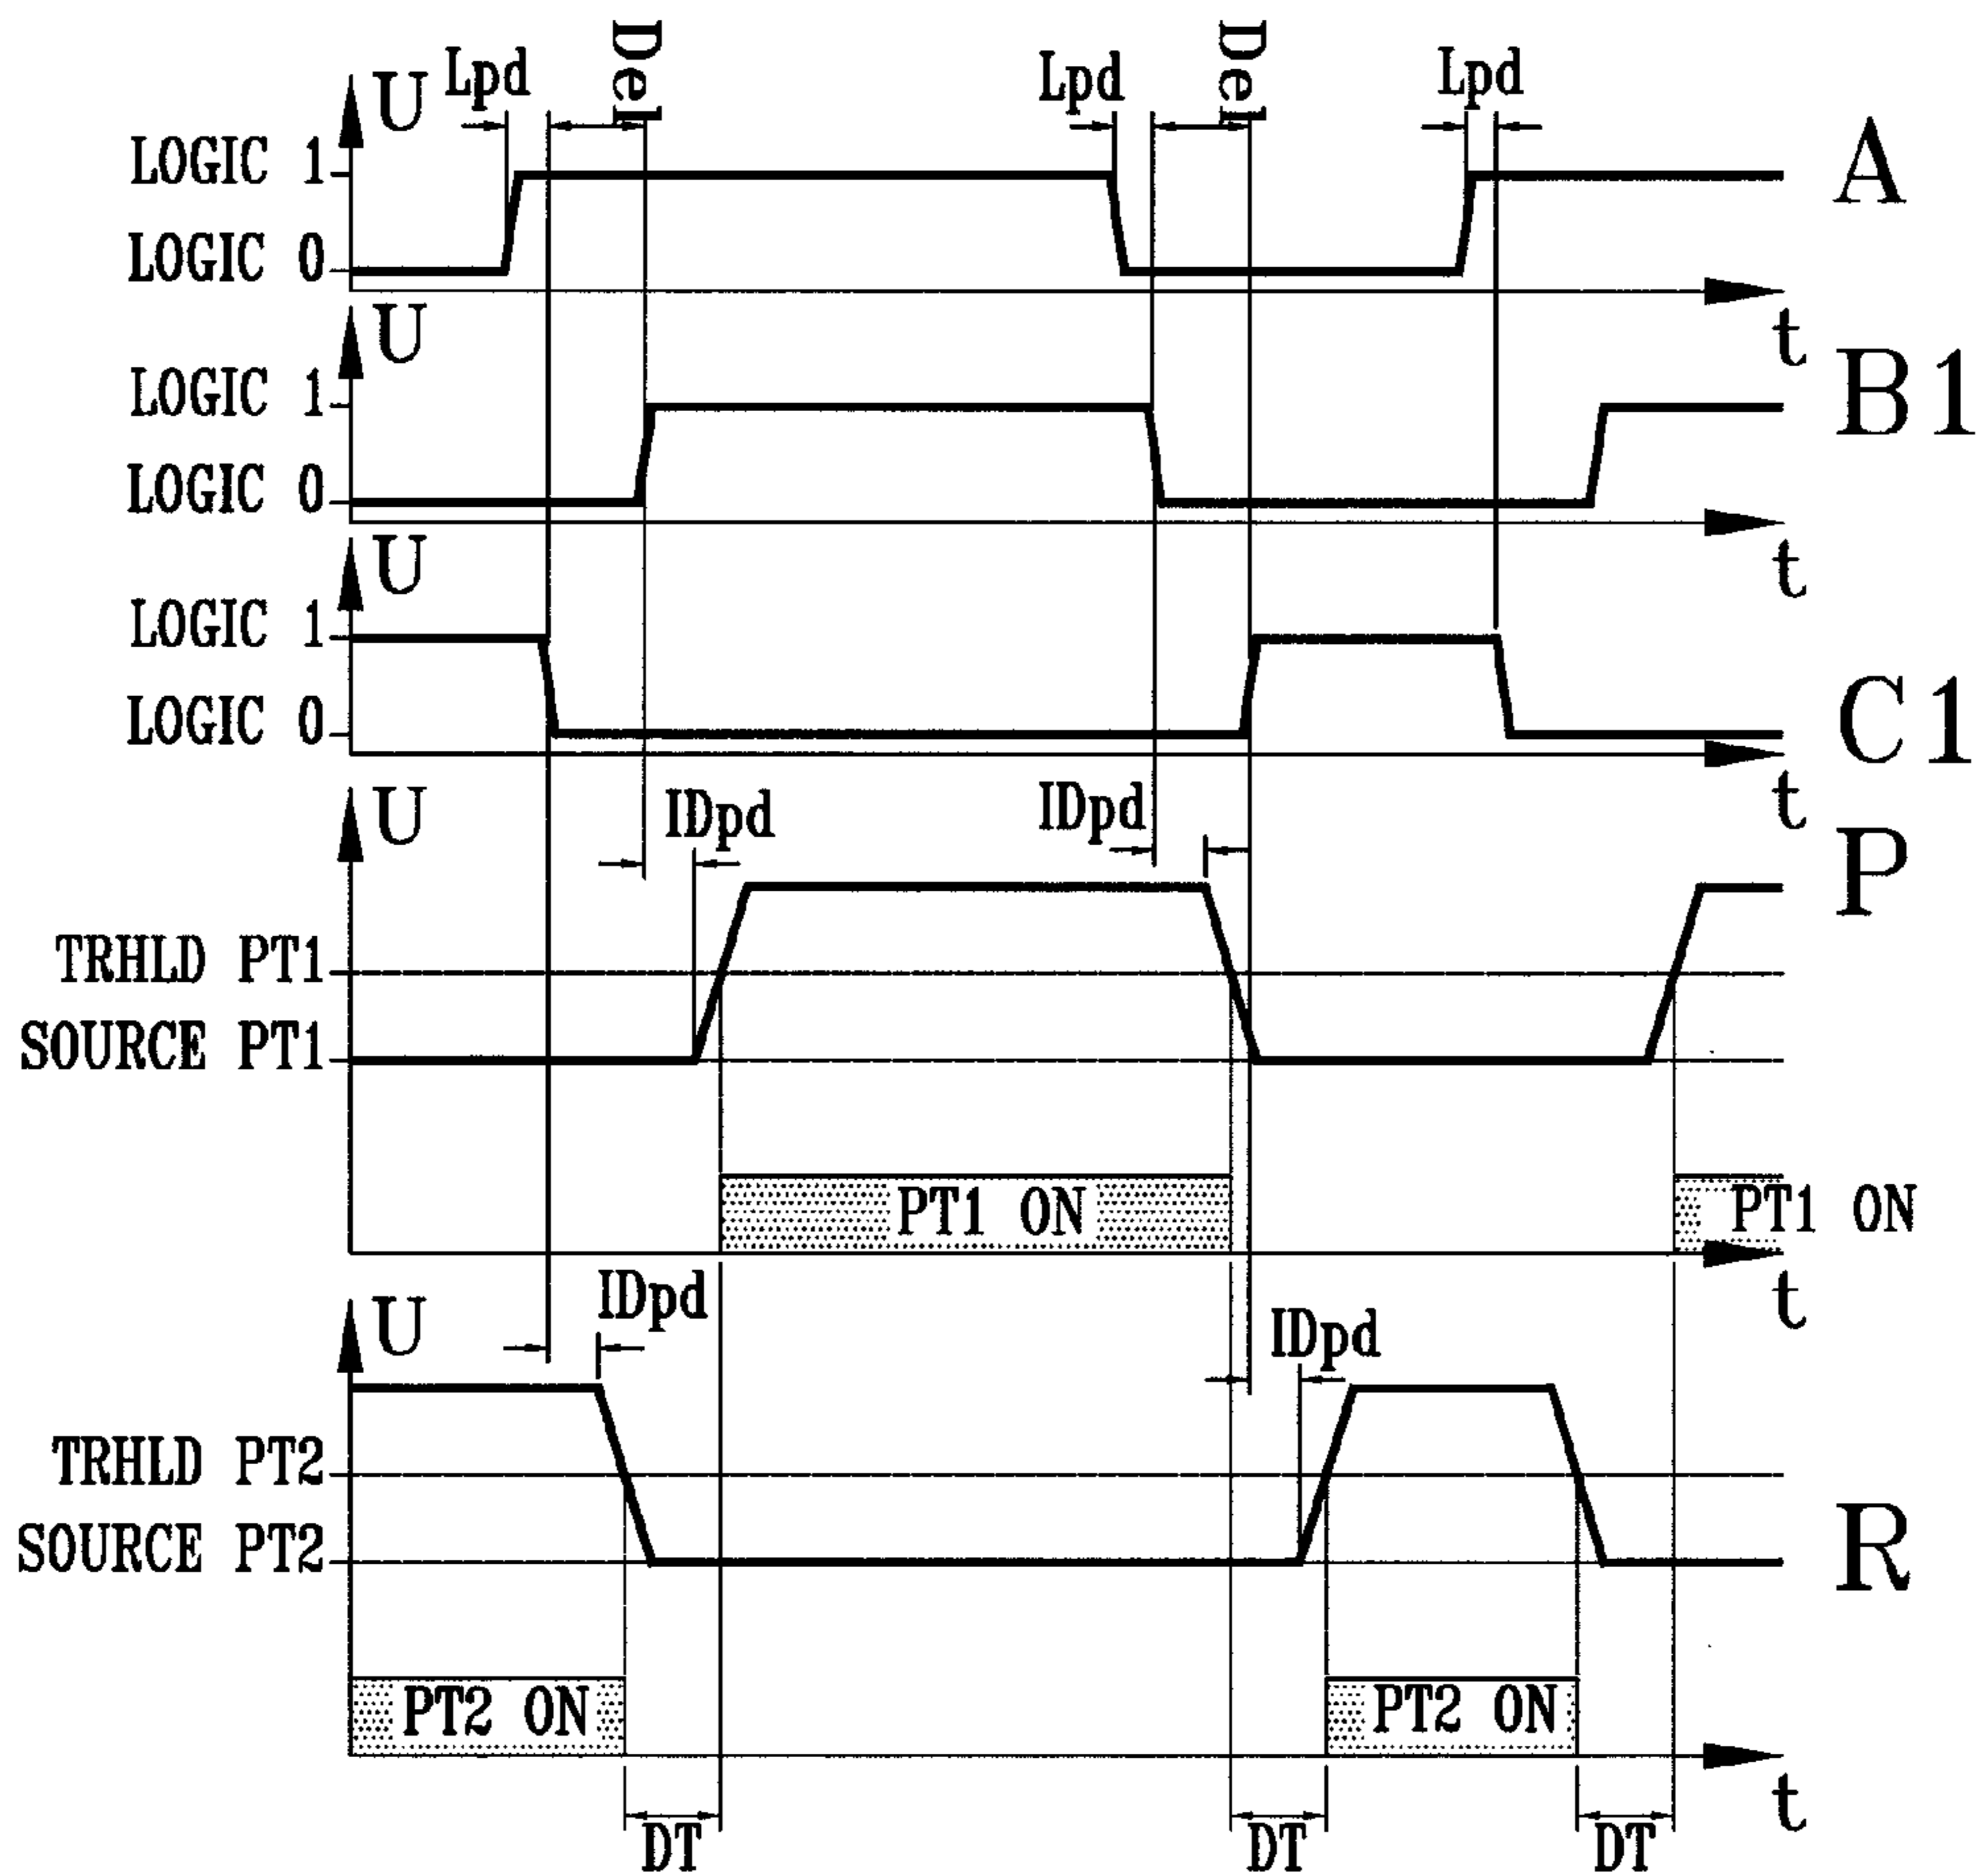 Lpd Del Lpd Del Lpd
U
LOGIC 1
LOGIC 0
A
t
U
LOGIC 1
LOGIC 0
B1
t
U
LOGIC 1
LOGIC 0
C1
t
U
IDpd IDpd
P
TRHLD PT1
SOURCE PT1
PT1 ON PT1 ON
t
U
IDpd IDpd
TRHLD PT2
SOURCE PT2
R
PT2 ON PT2 ON
t
DT DT DT